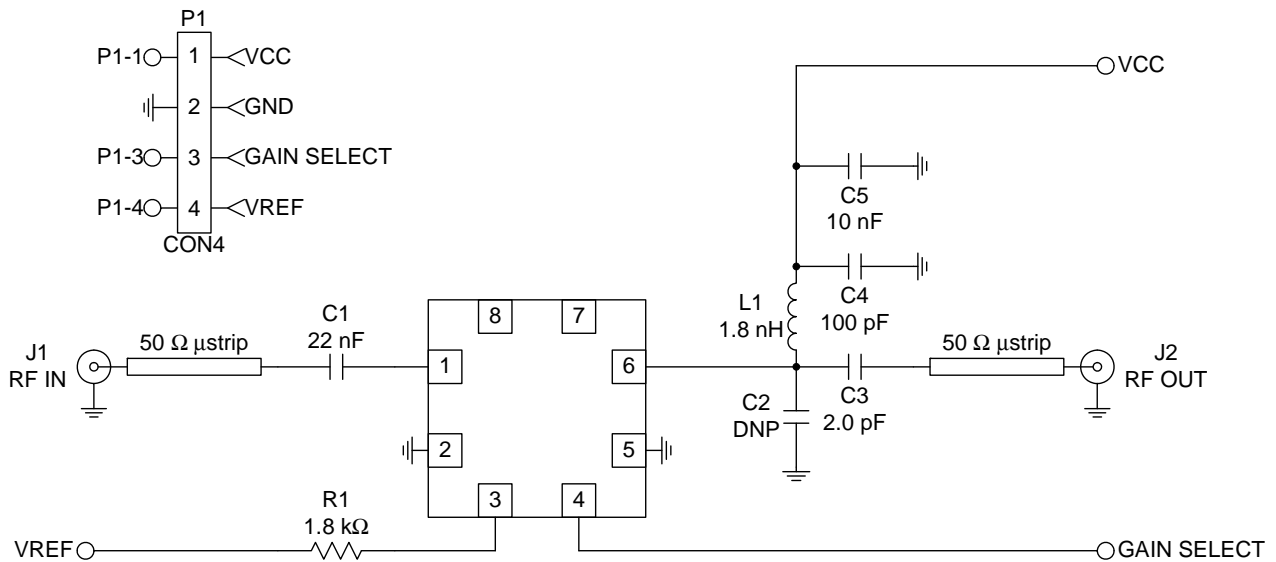 P1
P1-1 1 VCC
2 GND
P1-3 3 GAIN SELECT
P1-4 4 VREF
CON4
VCC
C5
10 nF
C4
100 pF
L1
1.8 nH
J1
RF IN
50 Ω µstrip
C1
22 nF
8 7
1 6
2 5
3 4
C2
DNP
C3
2.0 pF
50 Ω µstrip
J2
RF OUT
R1
1.8 kΩ
VREF
GAIN SELECT